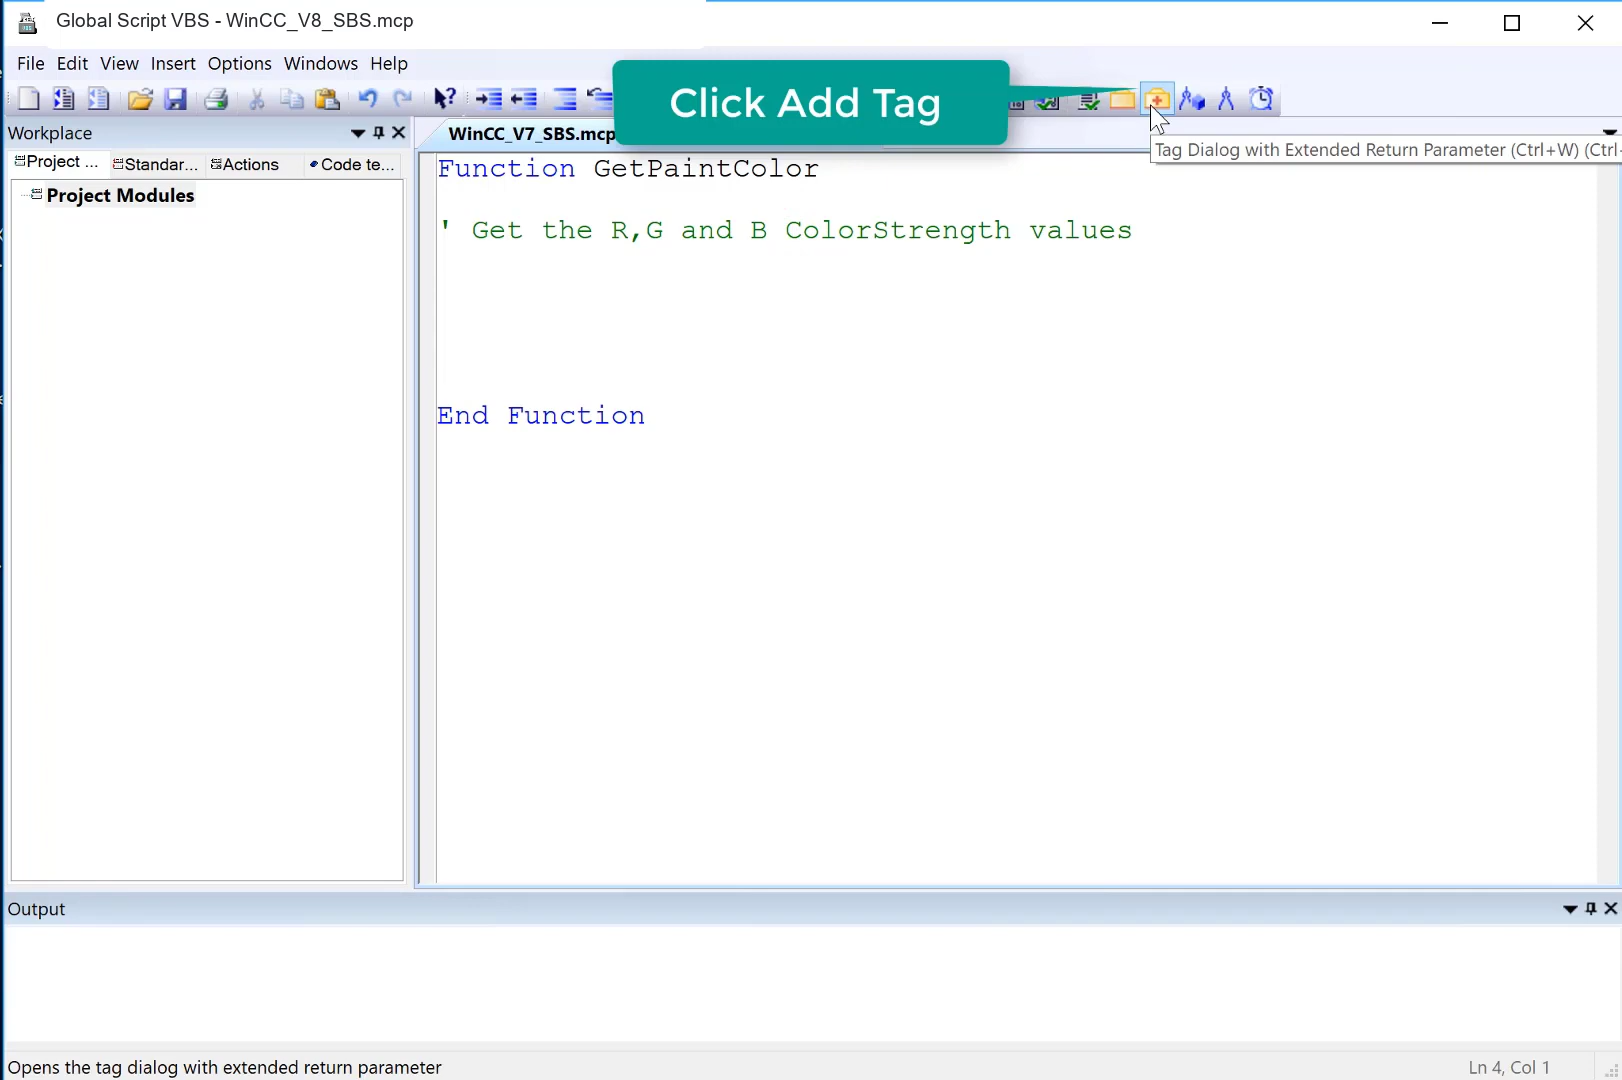 Global Script VBS - WinCC_V8_SBS.mcp
File Edit View Insert Options Windows Help
Click Add Tag
Workplace
WinCC_V7_SBS.mcp
Tag Dialog with Extended Return Parameter (Ctrl+W) (Ctrl
Project ... Standar... Actions Code te...
Project Modules
Function GetPaintColor
' Get the R,G and B ColorStrength values
End Function
Output
Opens the tag dialog with extended return parameter
Ln 4, Col 1